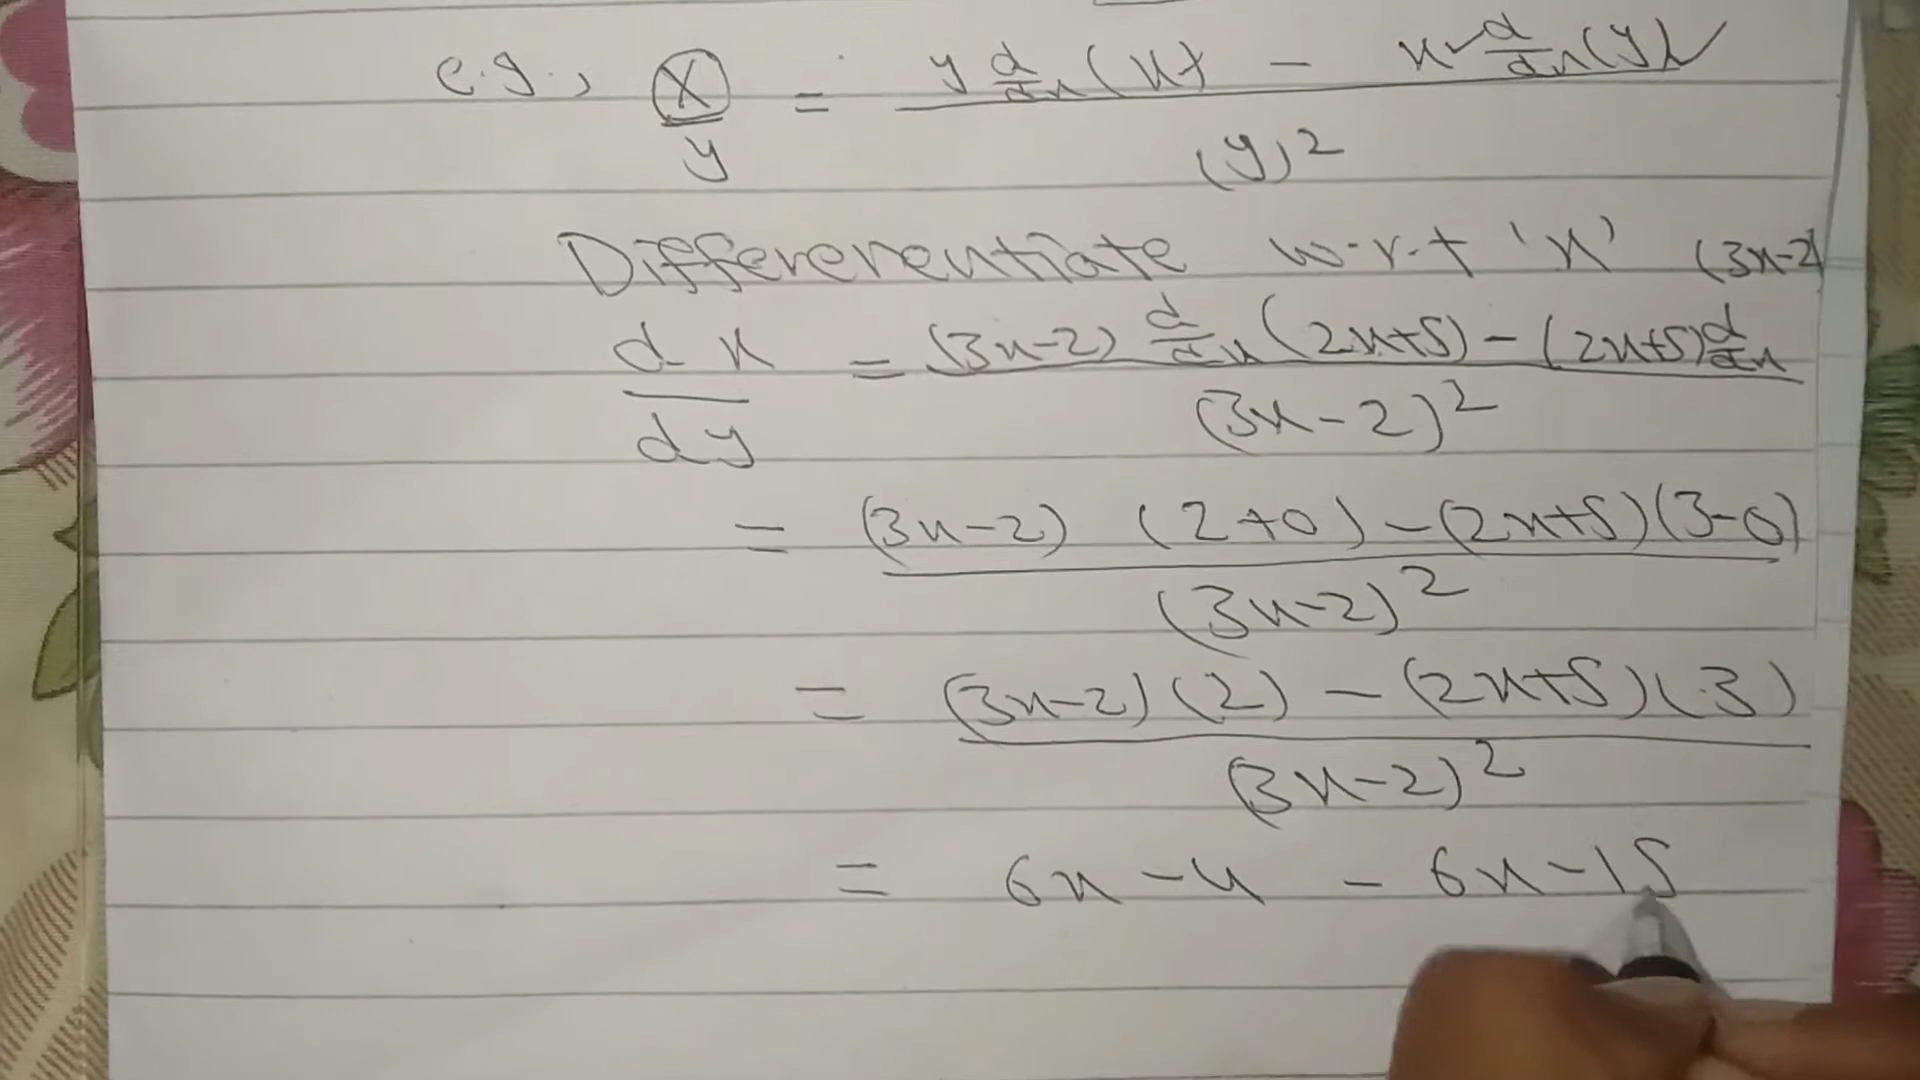 e.g., x/y = y d/dx (x) - x d/dx (y) / (y)²
Differerentiate w.r.t 'x' (3x-2)
dx/dy = (3x-2) d/dx (2x+5) - (2x+5) d/dx / (3x-2)²
= (3x-2) (2+0) - (2x+5) (3-0) / (3x-2)²
= (3x-2) (2) - (2x+5) (3) / (3x-2)²
= 6x - 4 - 6x - 15